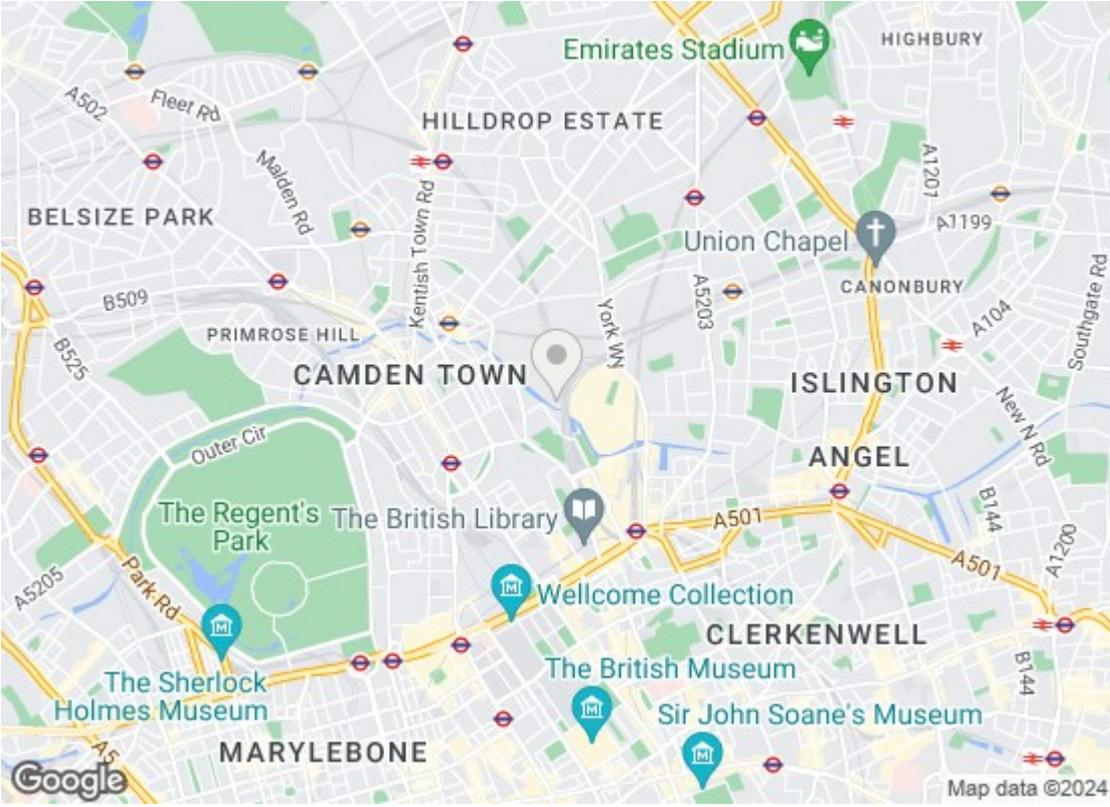 Emirates Stadium
HIGHBURY
A502
Fleet Rd
HILLDROP ESTATE
Malden Rd
Kentish Town Rd
A1207
BELSIZE PARK
A1199
Union Chapel
CANONBURY
A5203
B509
York Wy
A104
Southgate Rd
PRIMROSE HILL
B525
CAMDEN TOWN
ISLINGTON
New N Rd
Outer Cir
ANGEL
The Regent's
Park
The British Library
A501
B144
A1200
A5205
Park Rd
A501
Wellcome Collection
CLERKENWELL
The British Museum
B144
The Sherlock
Holmes Museum
Sir John Soane's Museum
MARYLEBONE
A5
Google
Map data ©2024